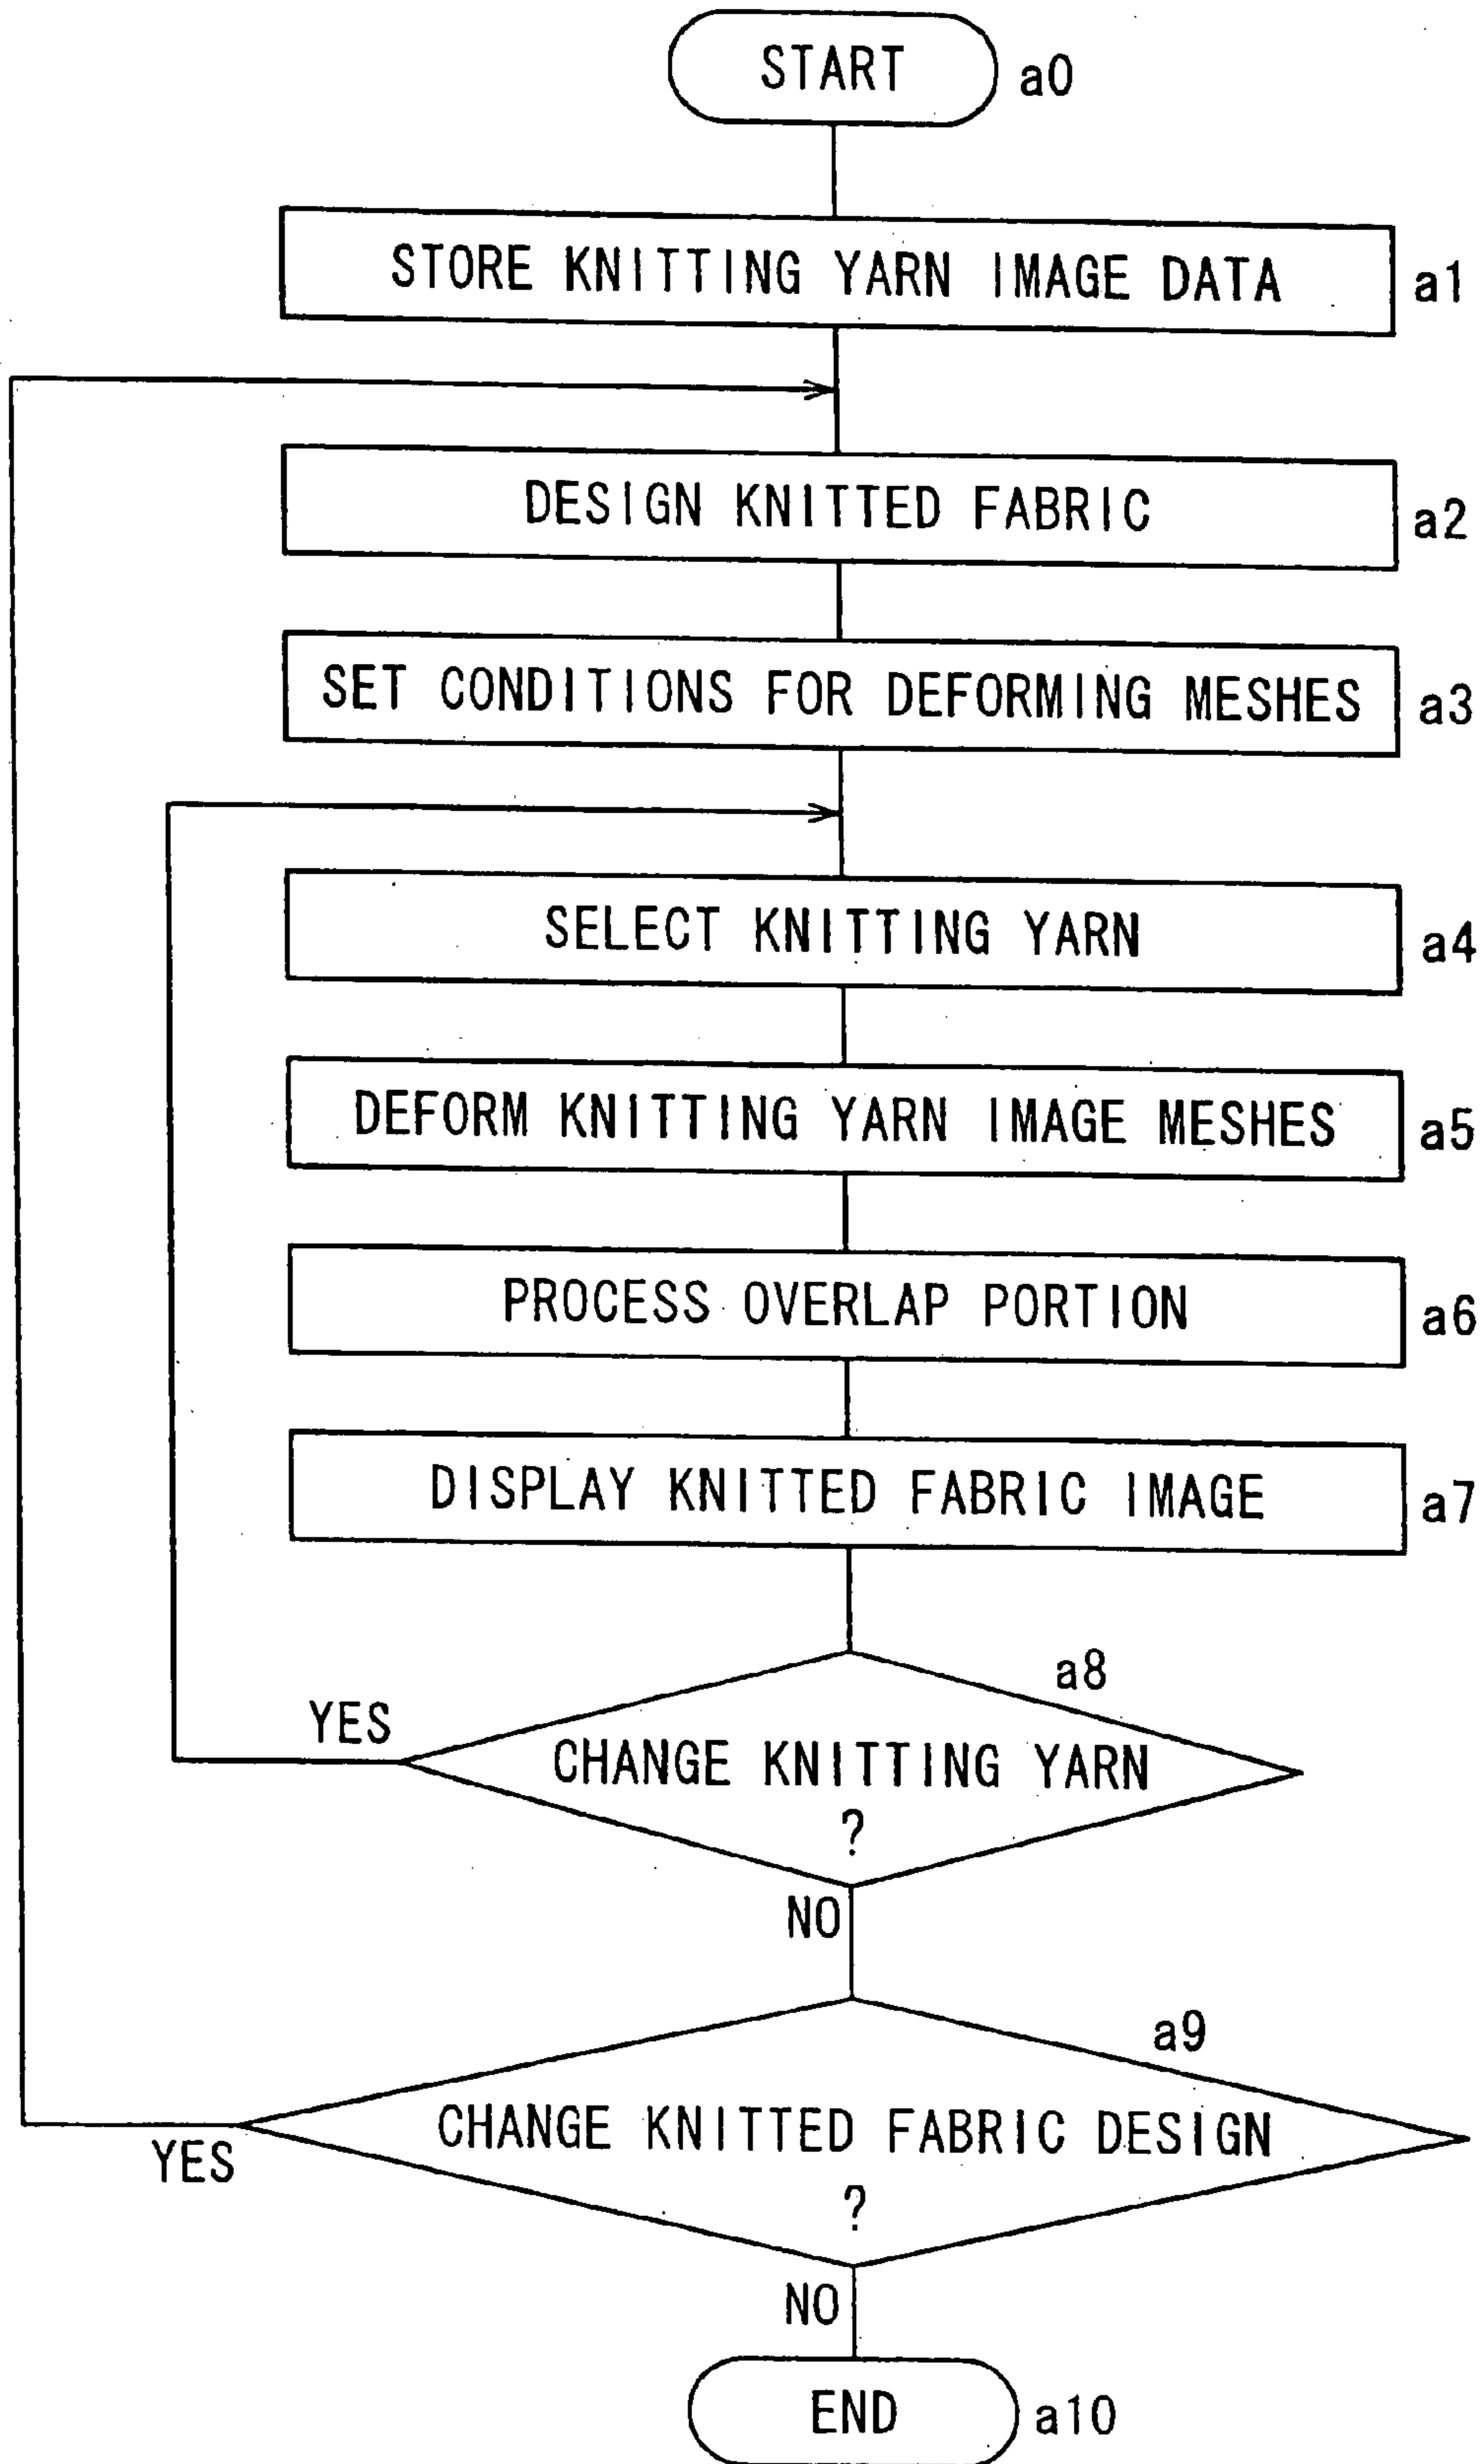 START a0
STORE KNITTING YARN IMAGE DATA a1
DESIGN KNITTED FABRIC a2
SET CONDITIONS FOR DEFORMING MESHES a3
SELECT KNITTING YARN a4
DEFORM KNITTING YARN IMAGE MESHES a5
PROCESS OVERLAP PORTION a6
DISPLAY KNITTED FABRIC IMAGE a7
a8
YES
CHANGE KNITTING YARN
?
NO
a9
CHANGE KNITTED FABRIC DESIGN
YES
?
NO
END a10